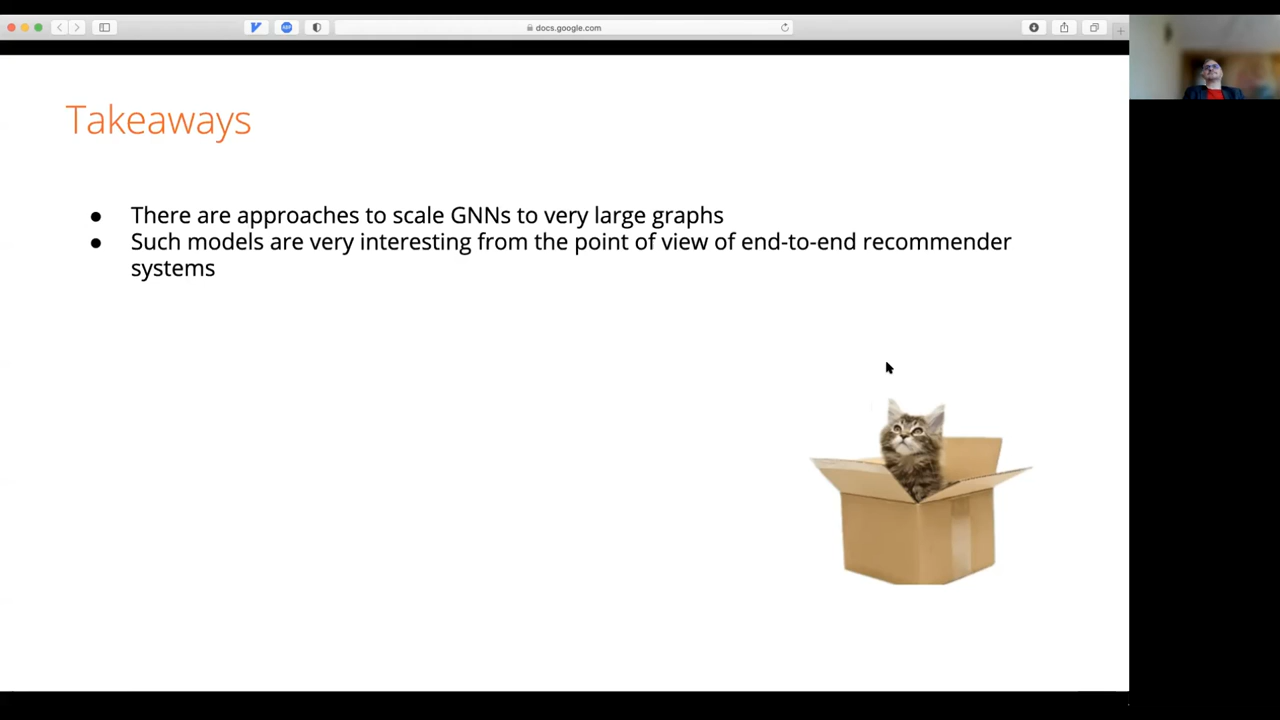 docs.google.com
Takeaways
● There are approaches to scale GNNs to very large graphs
● Such models are very interesting from the point of view of end-to-end recommender
systems